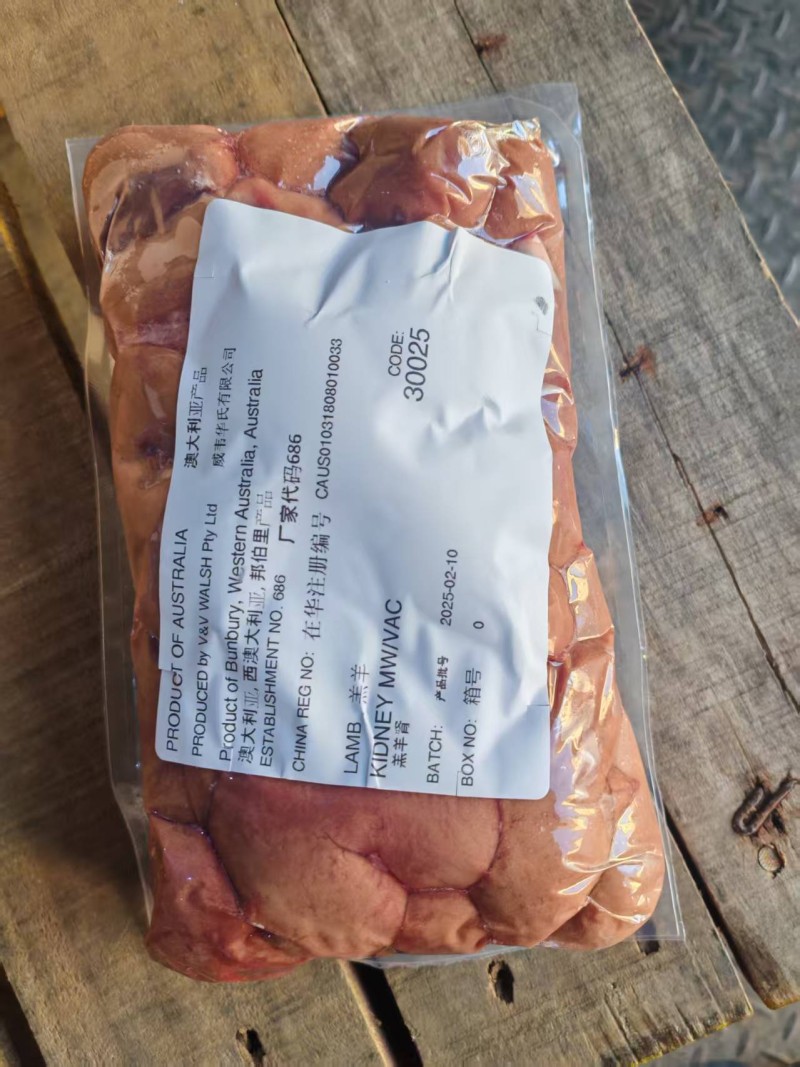 PRODUCT OF AUSTRALIA 澳大利亚产品
PRODUCED by V&V WALSH Pty Ltd 威韦华氏有限公司
Product of Bunbury, Western Australia, Australia
澳大利亚, 西澳大利亚, 邦伯里产品
ESTABLISHMENT NO. 686 厂家代码686
CHINA REG NO: 在华注册编号 CAUS01031808010033
LAMB 羔羊
KIDNEY MW/VAC
羔羊肾
CODE:
30025
BATCH: 产品批号 2025-02-10
BOX NO: 箱号 0